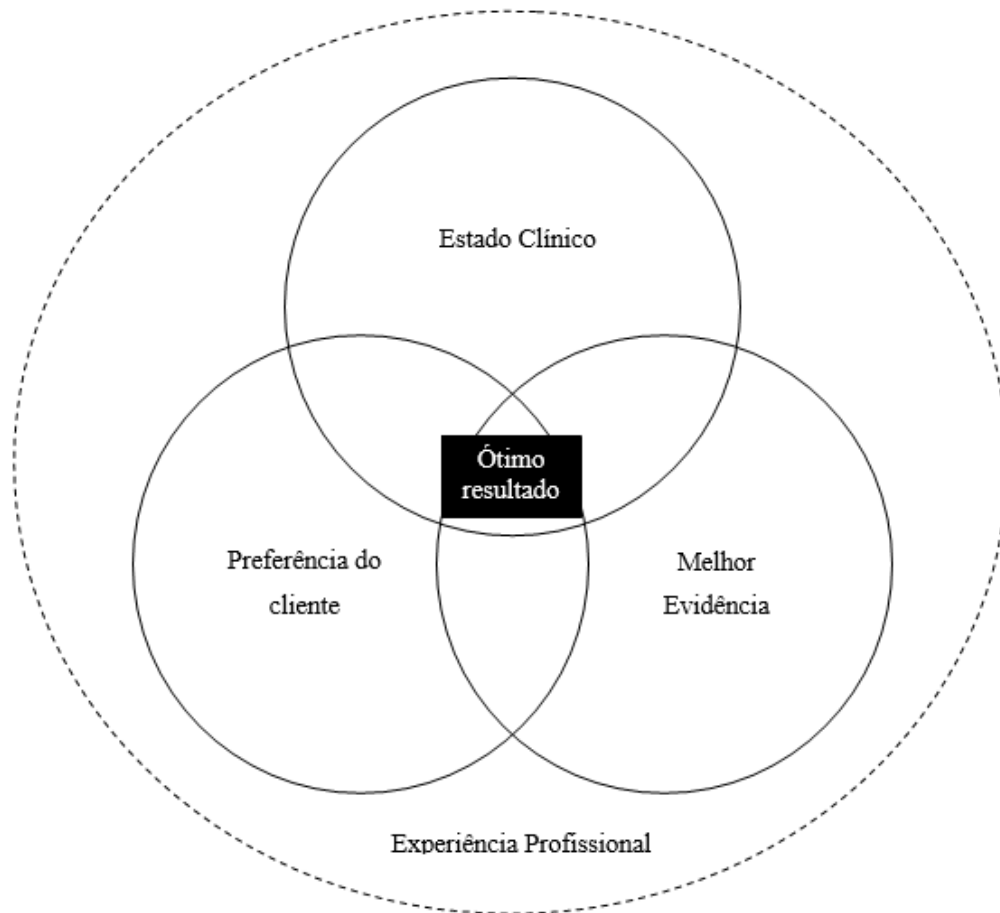 Estado Clínico
Ótimo
resultado
Preferência do
cliente
Melhor
Evidência
Experiência Profissional